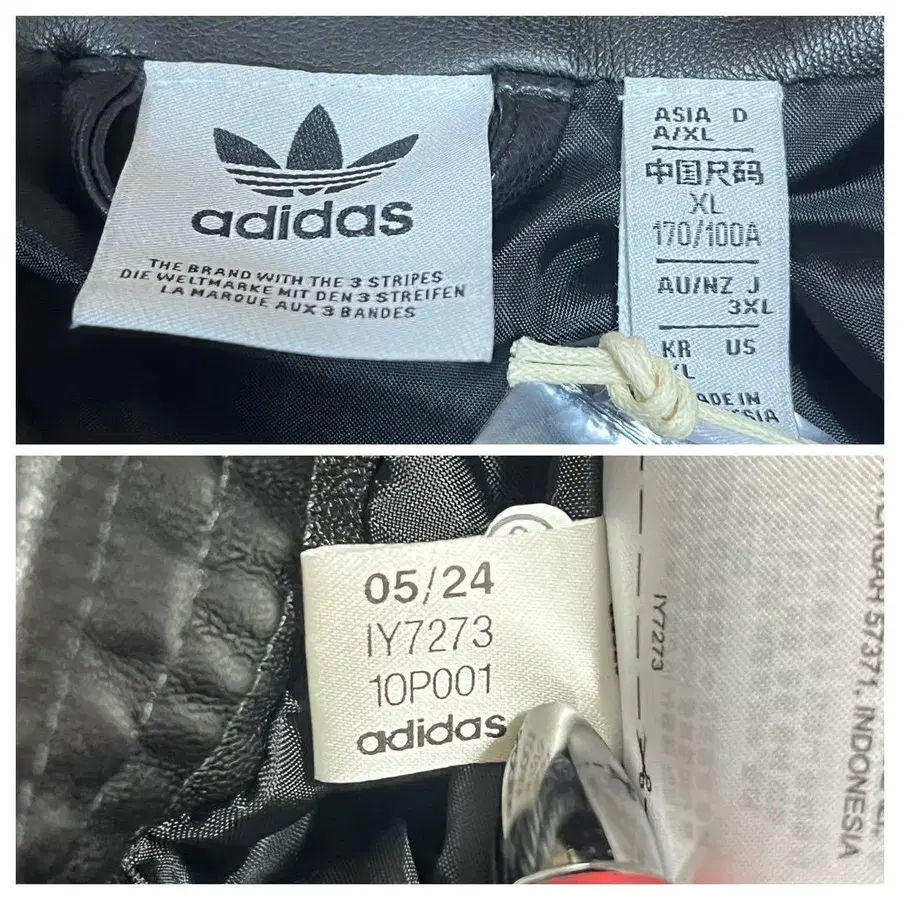 adidas
THE BRAND WITH THE 3 STRIPES
DIE WELTMARKE MIT DEN 3 STREIFEN
LA MARQUE AUX 3 BANDES
ASIA D
A/XL
中国尺码
XL
170/100A
AU/NZ J
3XL
KR US
IN
05/24
IY7273
10P001
adidas
IY7273
57371. INDONESIA